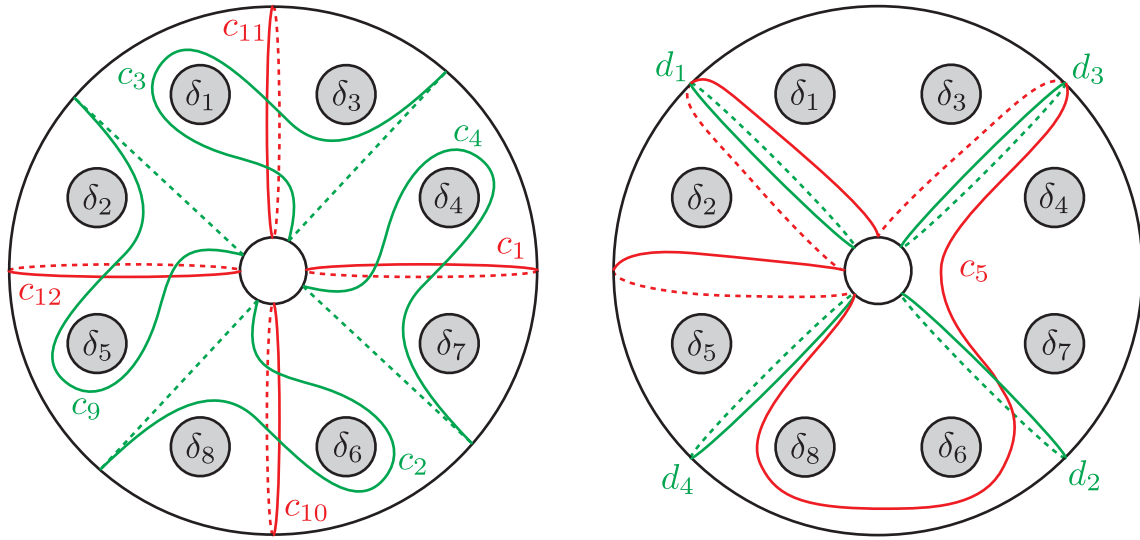 c₁₁
c₃
δ₁
δ₃
c₄
δ₂
δ₄
c₁
c₁₂
δ₅
δ₇
c₉
δ₈
δ₆
c₂
c₁₀
d₁
d₃
δ₁
δ₃
δ₂
δ₄
c₅
δ₅
δ₇
δ₈
δ₆
d₄
d₂